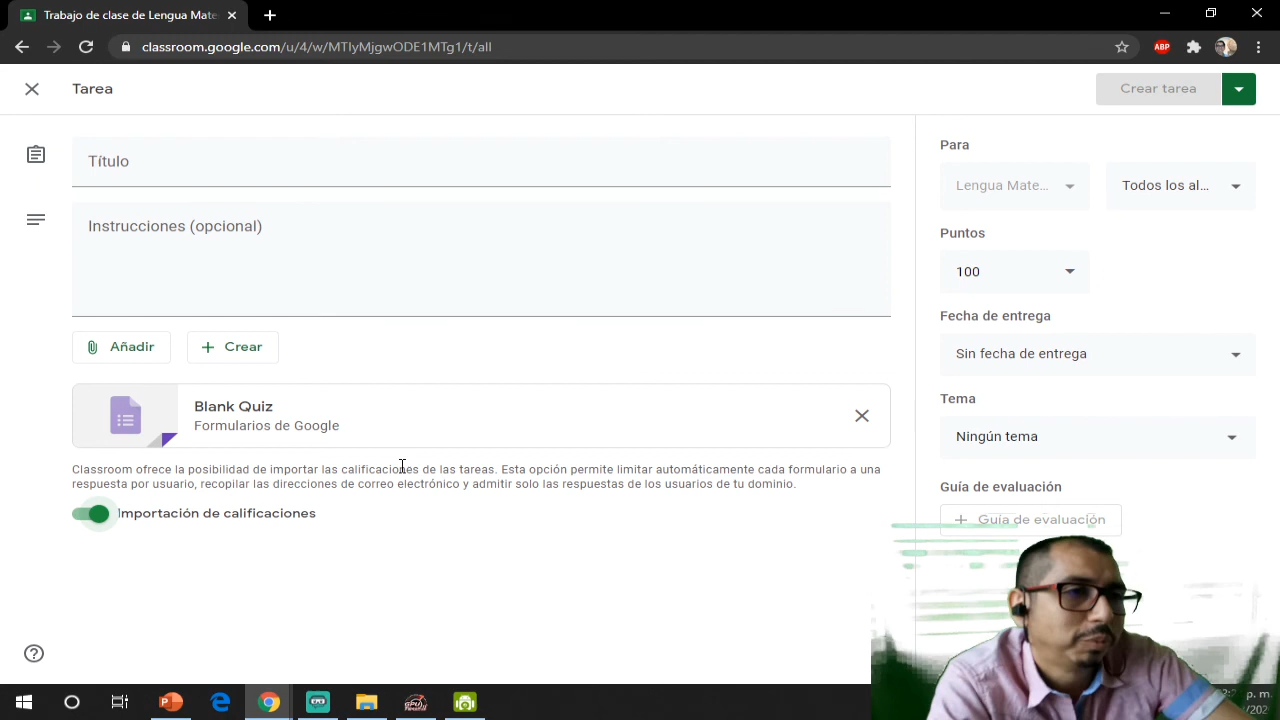 Trabajo de clase de Lengua Mate
classroom.google.com/u/4/w/MTIyMjgwODE1MTg1/t/all
ABP
Tarea
Crear tarea
Título
Instrucciones (opcional)
Añadir
Crear
Blank Quiz
Formularios de Google
Classroom ofrece la posibilidad de importar las calificaciones de las tareas. Esta opción permite limitar automáticamente cada formulario a una
respuesta por usuario, recopilar las direcciones de correo electrónico y admitir solo las respuestas de los usuarios de tu dominio.
Importación de calificaciones
Para
Lengua Mate...
Todos los al...
Puntos
100
Fecha de entrega
Sin fecha de entrega
Tema
Ningún tema
Guía de evaluación
Guía de evaluación
p. m.